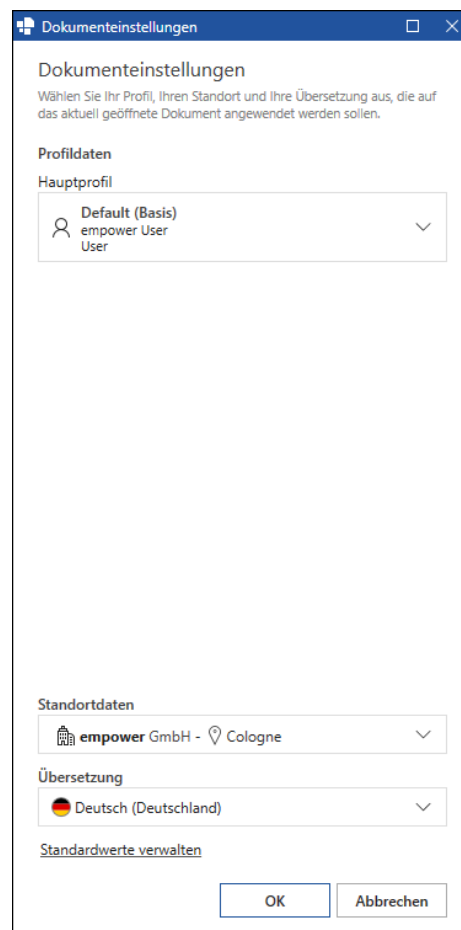 Dokumenteinstellungen
Dokumenteinstellungen
Wählen Sie Ihr Profil, Ihren Standort und Ihre Übersetzung aus, die auf
das aktuell geöffnete Dokument angewendet werden sollen.
Profildaten
Hauptprofil
Default (Basis)
empower User
User
Standortdaten
empower GmbH - Cologne
Übersetzung
Deutsch (Deutschland)
Standardwerte verwalten
OK Abbrechen